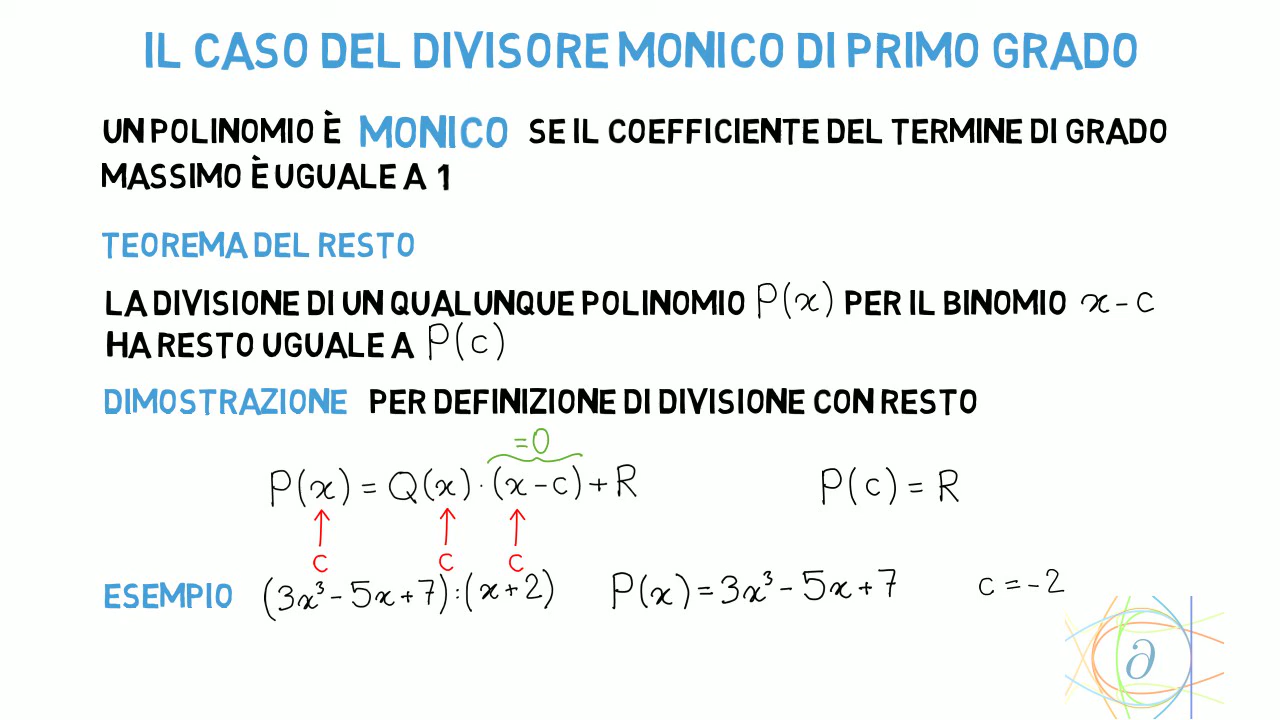 IL CASO DEL DIVISORE MONICO DI PRIMO GRADO
UN POLINOMIO È MONICO SE IL COEFFICIENTE DEL TERMINE DI GRADO
MASSIMO È UGUALE A 1
TEOREMA DEL RESTO
LA DIVISIONE DI UN QUALUNQUE POLINOMIO P(x) PER IL BINOMIO x-c
HA RESTO UGUALE A P(c)
DIMOSTRAZIONE PER DEFINIZIONE DI DIVISIONE CON RESTO
=0
P(x) = Q(x)·(x-c)+R P(c) = R
c c c
ESEMPIO (3x³-5x+7):(x+2) P(x)=3x³-5x+7 c=-2
∂